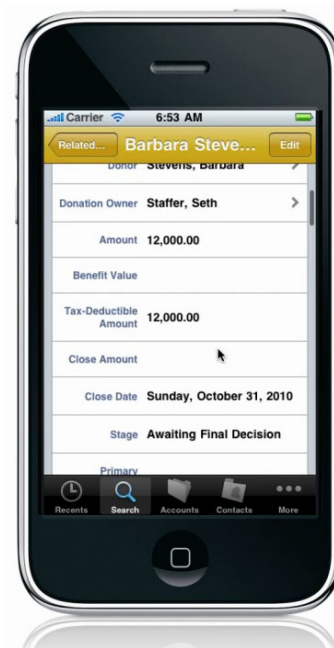 Carrier 6:53 AM
Related... Barbara Steve... Edit
Donor Stevens, Barbara
Donation Owner Staffer, Seth
Amount 12,000.00
Benefit Value
Tax-Deductible
Amount 12,000.00
Close Amount
Close Date Sunday, October 31, 2010
Stage Awaiting Final Decision
Primary
Recents Search Accounts Contacts More